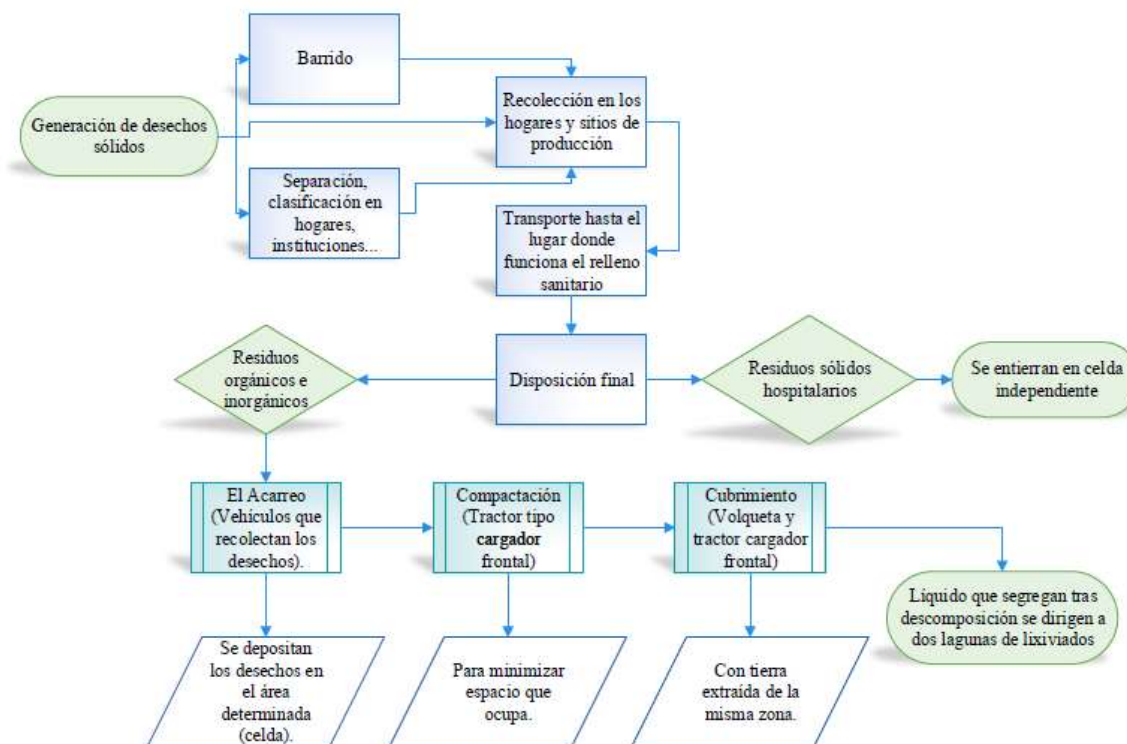 Barrido
Generación de desechos
sólidos
Recolección en los
hogares y sitios de
producción
Separación,
clasificación en
hogares,
instituciones...
Transporte hasta el
lugar donde
funciona el relleno
sanitario
Residuos
orgánicos e
inorgánicos
Disposición final
Residuos sólidos
hospitalarios
Se entierran en celda
independiente
El Acarreo
(Vehículos que
recolectan los
desechos).
Compactación
(Tractor tipo
cargador
frontal)
Cubrimiento
(Volqueta y
tractor cargador
frontal)
Líquido que segregan tras
descomposición se dirigen a
dos lagunas de lixiviados
Se depositan
los desechos en
el área
determinada
(celda).
Para minimizar
espacio que
ocupa.
Con tierra
extraída de la
misma zona.